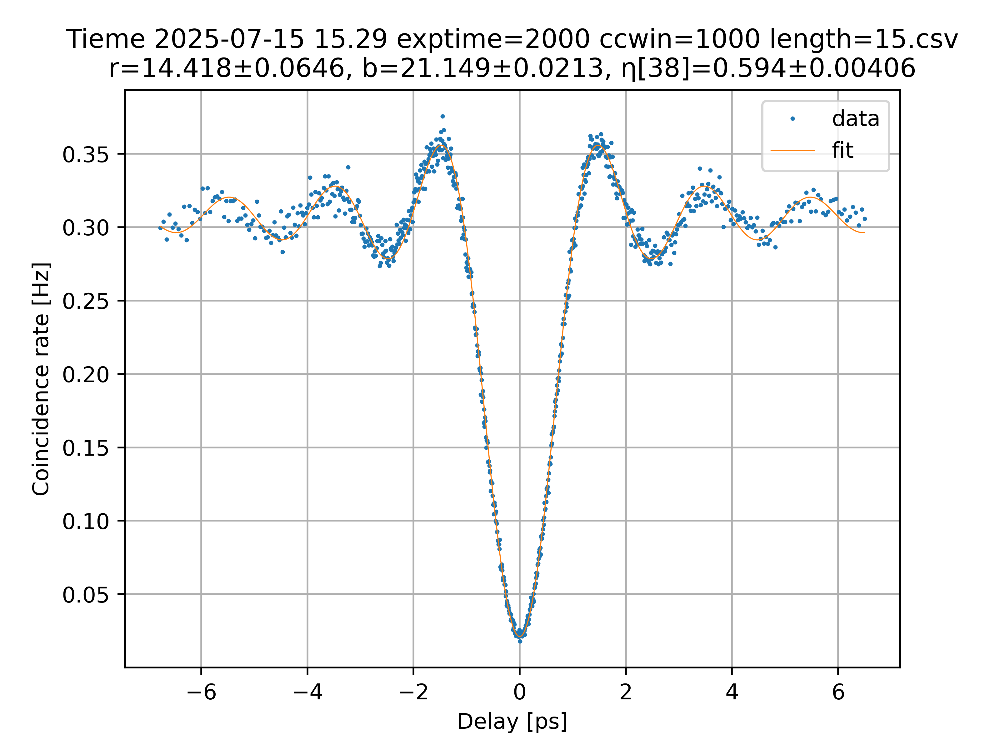 Tieme 2025-07-15 15.29 exptime=2000 ccwin=1000 length=15.csv
r=14.418±0.0646, b=21.149±0.0213, η[38]=0.594±0.00406
data
fit
0.35
0.30
0.25
0.20
0.15
0.10
0.05
Coincidence rate [Hz]
−6 −4 −2 0 2 4 6
Delay [ps]